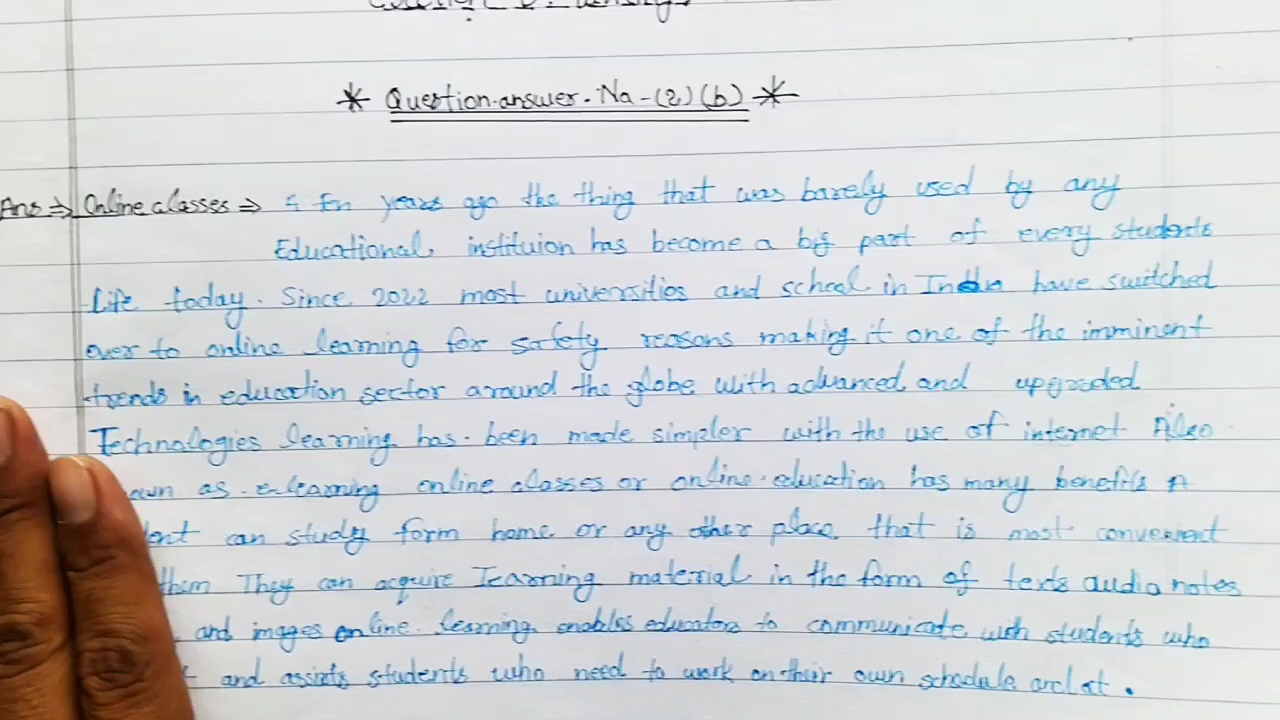 * Question.answer. Na - (2) (b) *
Ans ⇒ Online classes ⇒ years ago the thing that was barely used by any
Educational, instituion has become a big part of every students
Life today. Since 2022 most universities and school in India have switched
over to online learning for safety reasons making it one of the imminent
trends in education sector around the globe with advanced and upgraded
Technologies learning has been made simpler with the use of internet Also
own as e-learning online classes or online education has many benefits A
dent can study form home or any other place that is most convenient
them They can acquire Tearning material in the form of texts audio notes
and images online learning enables educators to communicate with students who
and assists students who need to work on their own schedule and at.